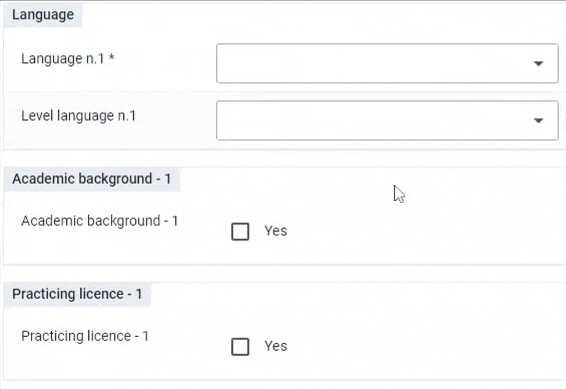 Language
Language n.1 *
Level language n.1
Academic background - 1
Academic background - 1
Yes
Practicing licence - 1
Practicing licence - 1
Yes